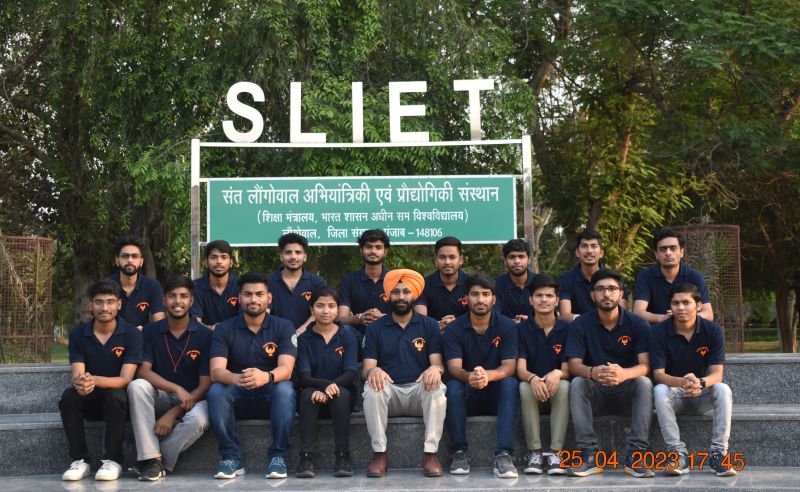 SLIET
संत लौंगोवाल अभियांत्रिकी एवं प्रौद्योगिकी संस्थान
(शिक्षा मंत्रालय, भारत शासन अधीन सम विश्वविद्यालय)
लौंगोवाल, जिला -148106
25.04.2023 17:45